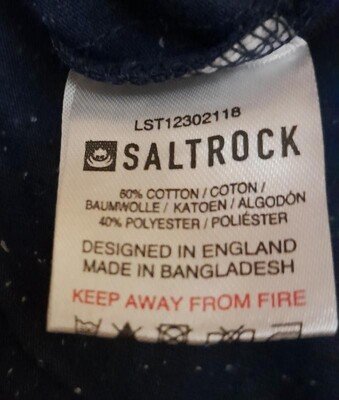 LST12302118
SALTROCK
60% COTTON / COTON /
BAUMWOLLE / KATOEN / ALGODÓN
40% POLYESTER / POLIÉSTER
DESIGNED IN ENGLAND
MADE IN BANGLADESH
KEEP AWAY FROM FIRE